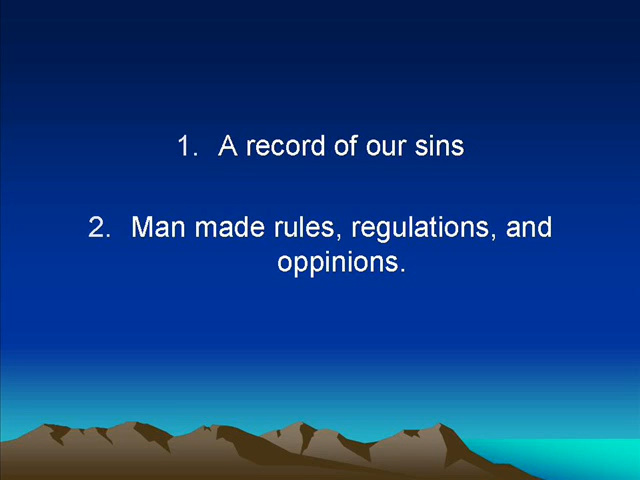 1. A record of our sins
2. Man made rules, regulations, and
oppinions.